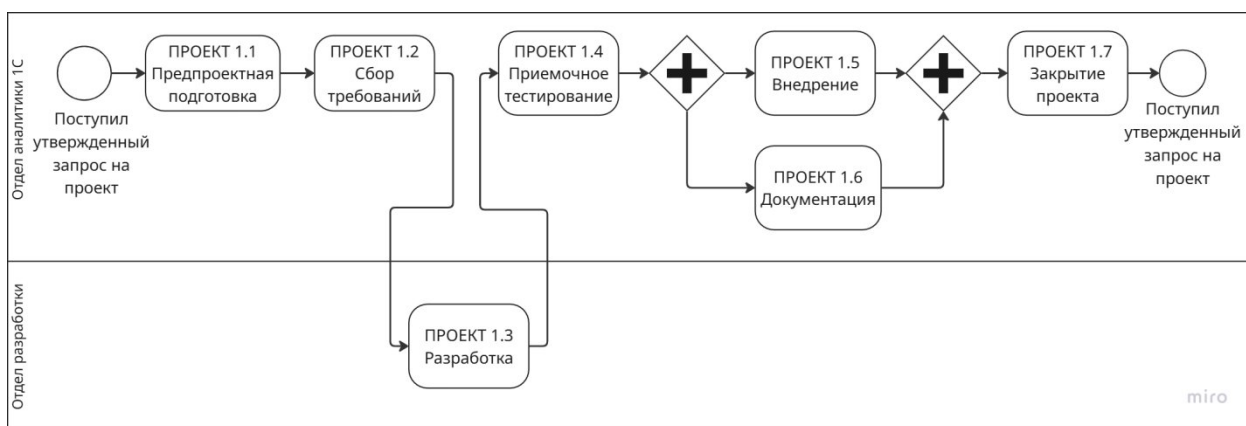 Отдел аналитики 1С
Поступил
утвержденный
запрос на
проект
ПРОЕКТ 1.1
Предпроектная
подготовка
ПРОЕКТ 1.2
Сбор
требований
ПРОЕКТ 1.4
Приемочное
тестирование
ПРОЕКТ 1.5
Внедрение
ПРОЕКТ 1.6
Документация
ПРОЕКТ 1.7
Закрытие
проекта
Поступил
утвержденный
запрос на
проект
Отдел разработки
ПРОЕКТ 1.3
Разработка
miro